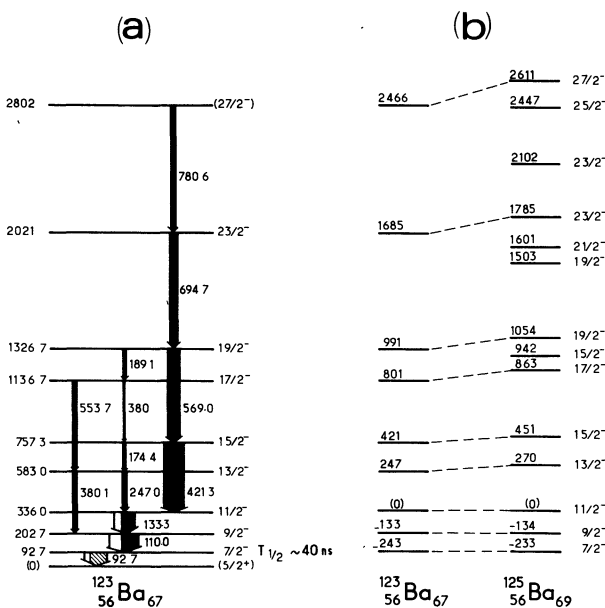 (a) (b)
2611 27/2⁻
2802 (27/2⁻) 2466
2447 25/2⁻
2102 23/2⁻
780 6
1785 23/2⁻
2021 23/2⁻ 1685
1601 21/2⁻
1503 19/2⁻
694 7
1054 19/2⁻
1326 7 19/2⁻ 991
942 15/2⁻
189 1 863 17/2⁻
1136 7 17/2⁻ 801
553 7 380 569.0
451 15/2⁻
757 3 15/2⁻ 421
174 4 270 13/2⁻
583 0 13/2⁻ 247
380 1 247 0 421 3
336 0 11/2⁻ (0) (0) 11/2⁻
133 3
202 7 9/2⁻ -133 -134 9/2⁻
110 0
92 7 7/2⁻ T1/2 ~40 ns -243 -233 7/2⁻
92 7
(0) (5/2⁺)
¹²³₅₆Ba₆₇ ¹²³₅₆Ba₆₇ ¹²⁵₅₆Ba₆₉